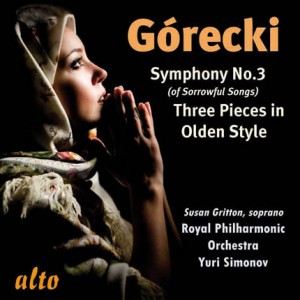 Górecki
Symphony No.3
(of Sorrowful Songs)
Three Pieces in
Olden Style
Susan Gritton, soprano
Royal Philharmonic
Orchestra
Yuri Simonov
alto